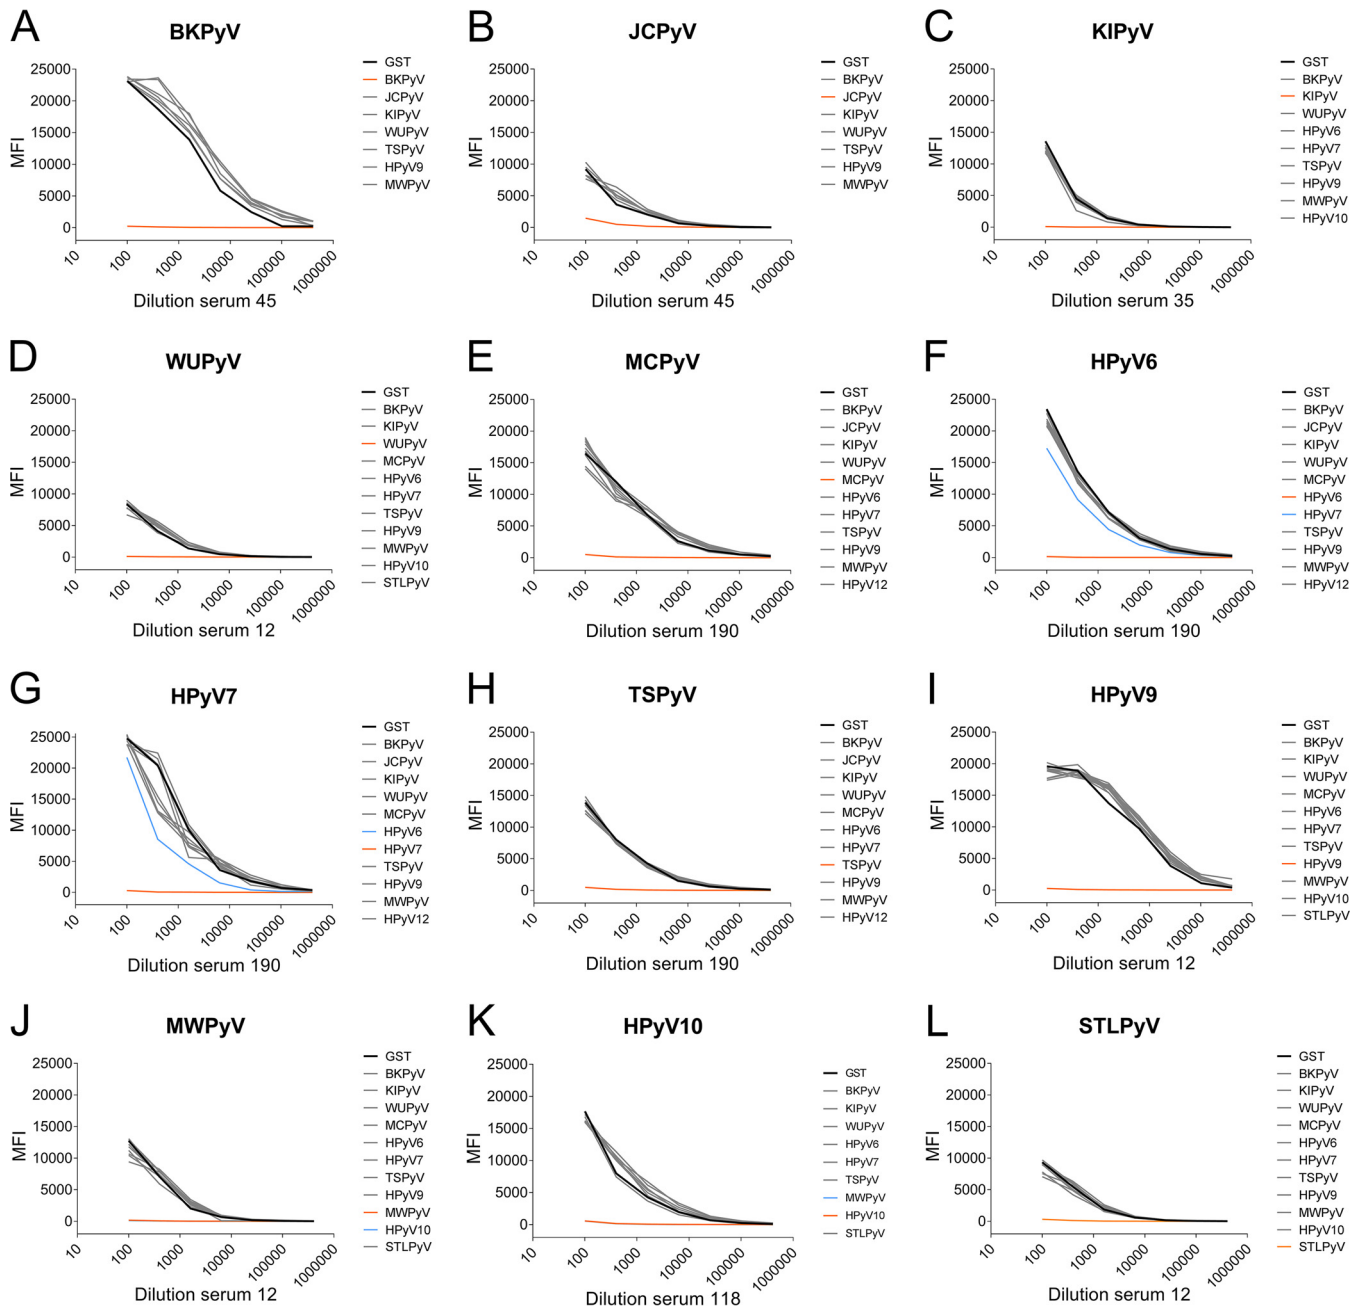 A
BKPyV
MFI
25000
20000
15000
10000
5000
0
10
100
1000
10000
100000
1000000
Dilution serum 45
GST
BKPyV
JCPyV
KIPyV
WUPyV
TSPyV
HPyV9
MWPyV
B
JCPyV
MFI
25000
20000
15000
10000
5000
0
10
100
1000
10000
100000
1000000
Dilution serum 45
GST
BKPyV
JCPyV
KIPyV
WUPyV
TSPyV
HPyV9
MWPyV
C
KIPyV
MFI
25000
20000
15000
10000
5000
0
10
100
1000
10000
100000
1000000
Dilution serum 35
GST
BKPyV
KIPyV
WUPyV
HPyV6
HPyV7
TSPyV
HPyV9
MWPyV
HPyV10
D
WUPyV
MFI
25000
20000
15000
10000
5000
0
10
100
1000
10000
100000
1000000
Dilution serum 12
GST
BKPyV
KIPyV
WUPyV
MCPyV
HPyV6
HPyV7
TSPyV
HPyV9
MWPyV
HPyV10
STLPyV
E
MCPyV
MFI
25000
20000
15000
10000
5000
0
10
100
1000
10000
100000
1000000
Dilution serum 190
GST
BKPyV
JCPyV
KIPyV
WUPyV
MCPyV
HPyV6
HPyV7
TSPyV
HPyV9
MWPyV
HPyV12
F
HPyV6
MFI
25000
20000
15000
10000
5000
0
10
100
1000
10000
100000
1000000
Dilution serum 190
GST
BKPyV
JCPyV
KIPyV
WUPyV
MCPyV
HPyV6
HPyV7
TSPyV
HPyV9
MWPyV
HPyV12
G
HPyV7
MFI
25000
20000
15000
10000
5000
0
10
100
1000
10000
100000
1000000
Dilution serum 190
GST
BKPyV
JCPyV
KIPyV
WUPyV
MCPyV
HPyV6
HPyV7
TSPyV
HPyV9
MWPyV
HPyV12
H
TSPyV
MFI
25000
20000
15000
10000
5000
0
10
100
1000
10000
100000
1000000
Dilution serum 190
GST
BKPyV
JCPyV
KIPyV
WUPyV
MCPyV
HPyV6
HPyV7
TSPyV
HPyV9
MWPyV
HPyV12
I
HPyV9
MFI
25000
20000
15000
10000
5000
0
10
100
1000
10000
100000
1000000
Dilution serum 12
GST
BKPyV
KIPyV
WUPyV
MCPyV
HPyV6
HPyV7
TSPyV
HPyV9
MWPyV
HPyV10
STLPyV
J
MWPyV
MFI
25000
20000
15000
10000
5000
0
10
100
1000
10000
100000
1000000
Dilution serum 12
GST
BKPyV
KIPyV
WUPyV
MCPyV
HPyV6
HPyV7
TSPyV
HPyV9
MWPyV
HPyV10
STLPyV
K
HPyV10
MFI
25000
20000
15000
10000
5000
0
10
100
1000
10000
100000
1000000
Dilution serum 118
GST
BKPyV
KIPyV
WUPyV
HPyV6
HPyV7
TSPyV
MWPyV
HPyV10
STLPyV
L
STLPyV
MFI
25000
20000
15000
10000
5000
0
10
100
1000
10000
100000
1000000
Dilution serum 12
GST
BKPyV
KIPyV
WUPyV
MCPyV
HPyV6
HPyV7
TSPyV
HPyV9
MWPyV
HPyV10
STLPyV